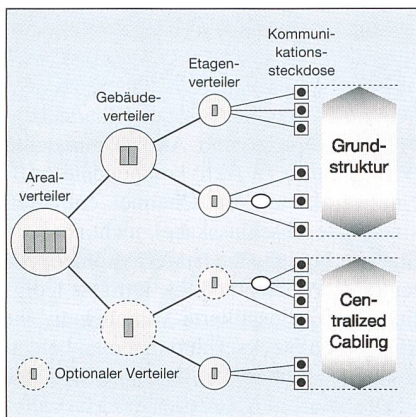 Kommuni-
kations-
steckdose
Etagen-
verteiler
Gebäude-
verteiler
Areal-
verteiler
Grund-
struktur
Cen-
tralized
Cabling
Optionaler Verteiler